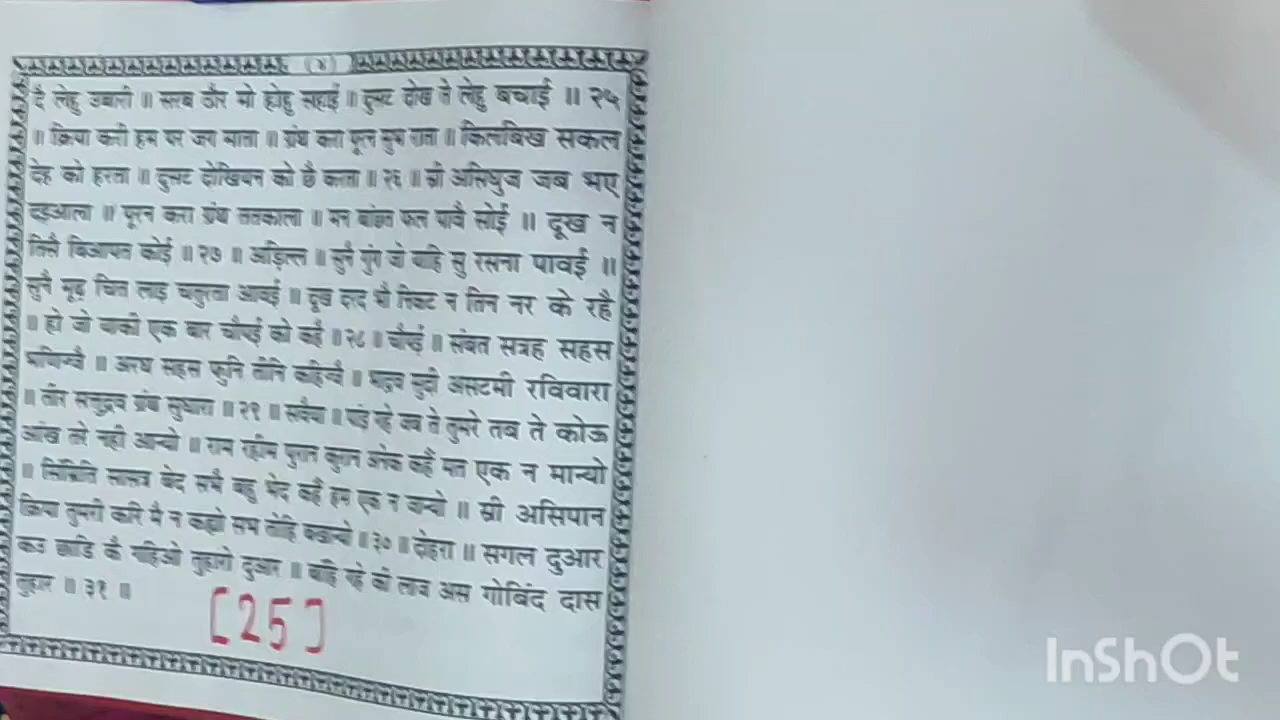 (४)
दै लेहु उबारी ॥ सरब ठौर मो होहु सहाई ॥ दुसट दोख ते लेहु बचाई ॥ २५
॥ क्रिपा करी हम पर जग माता ॥ ग्रंथ करा पूरन सुभ राता ॥ किलबिख सकल
देह को हरता ॥ दुसट दोखियन को छै करता ॥ २६ ॥ स्री असिधुज जब भए
दइआला ॥ पूरन करा ग्रंथ ततकाला ॥ मन बांछत फल पावै सोई ॥ दूख न
तिसै बिआपत कोई ॥ २७ ॥ अड़िल्ल ॥ सुनै गुंग जो याहि सु रसना पावई ॥
सुनै मूढ़ चित लाइ चतुरता आवई ॥ दूख दरद भौ निकट न तिन नर के रहै
॥ हो जो याकी एक बार चौपई को कहै ॥ २८ ॥ चौपई ॥ संबत सत्रह सहस
भणिज्जै ॥ अरध सहस फुनि तीनि कहिज्जै ॥ भाद्रव सुदी असटमी रविवारा
॥ तीर सत्तुद्रव ग्रंथ सुधारा ॥ २९ ॥ सवैया ॥ पांइ गहे जब ते तुमरे तब ते कोऊ
आंख तरे नही आन्यो ॥ राम रहीम पुरान कुरान अनेक कहैं मत एक न मान्यो
॥ सिंम्रिति सासत्र बेद सभै बहु भेद कहैं हम एक न जान्यो ॥ स्री असिपान
क्रिपा तुमरी करि मै न कह्यो सभ तोहि बखान्यो ॥ ३० ॥ दोहरा ॥ सगल दुआर
कउ छाडि कै गहिओ तुहारो दुआर ॥ बांहि गहे की लाज अस गोबिंद दास
तुहार ॥ ३१ ॥
[25]
InShOt